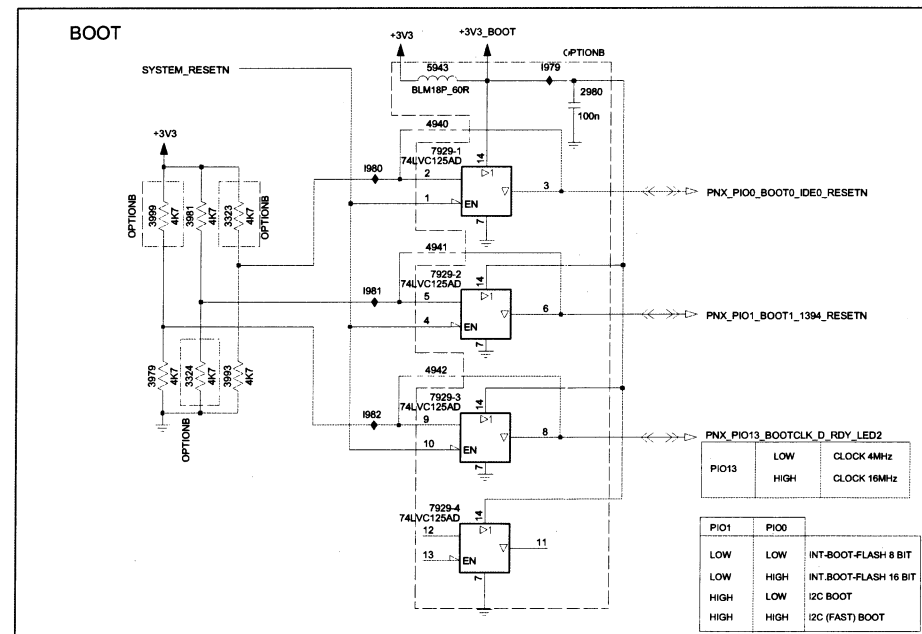 BOOT
+3V3
+3V3_BOOT
OPTIONB
SYSTEM_RESETN
5943
I979
BLM18P_60R
2980
100n
4940
+3V3
7929-1
74LVC125AD
14
I980
2
1
3
PNX_PIO0_BOOT0_IDE0_RESETN
1
EN
7
OPTIONB
3999
4K7
3981
4K7
3323
4K7
OPTIONB
4941
7929-2
74LVC125AD
14
I981
5
1
6
PNX_PIO1_BOOT1_1394_RESETN
4
EN
7
3979
4K7
3324
4K7
3993
4K7
OPTIONB
4942
7929-3
74LVC125AD
14
I982
9
1
8
PNX_PIO13_BOOTCLK_D_RDY_LED2
10
EN
7
PIO13 LOW CLOCK 4MHz
HIGH CLOCK 16MHz
7929-4
74LVC125AD
14
12
1
11
13
EN
7
PIO1 PIO0
LOW LOW INT-BOOT-FLASH 8 BIT
LOW HIGH INT.BOOT-FLASH 16 BIT
HIGH LOW I2C BOOT
HIGH HIGH I2C (FAST) BOOT